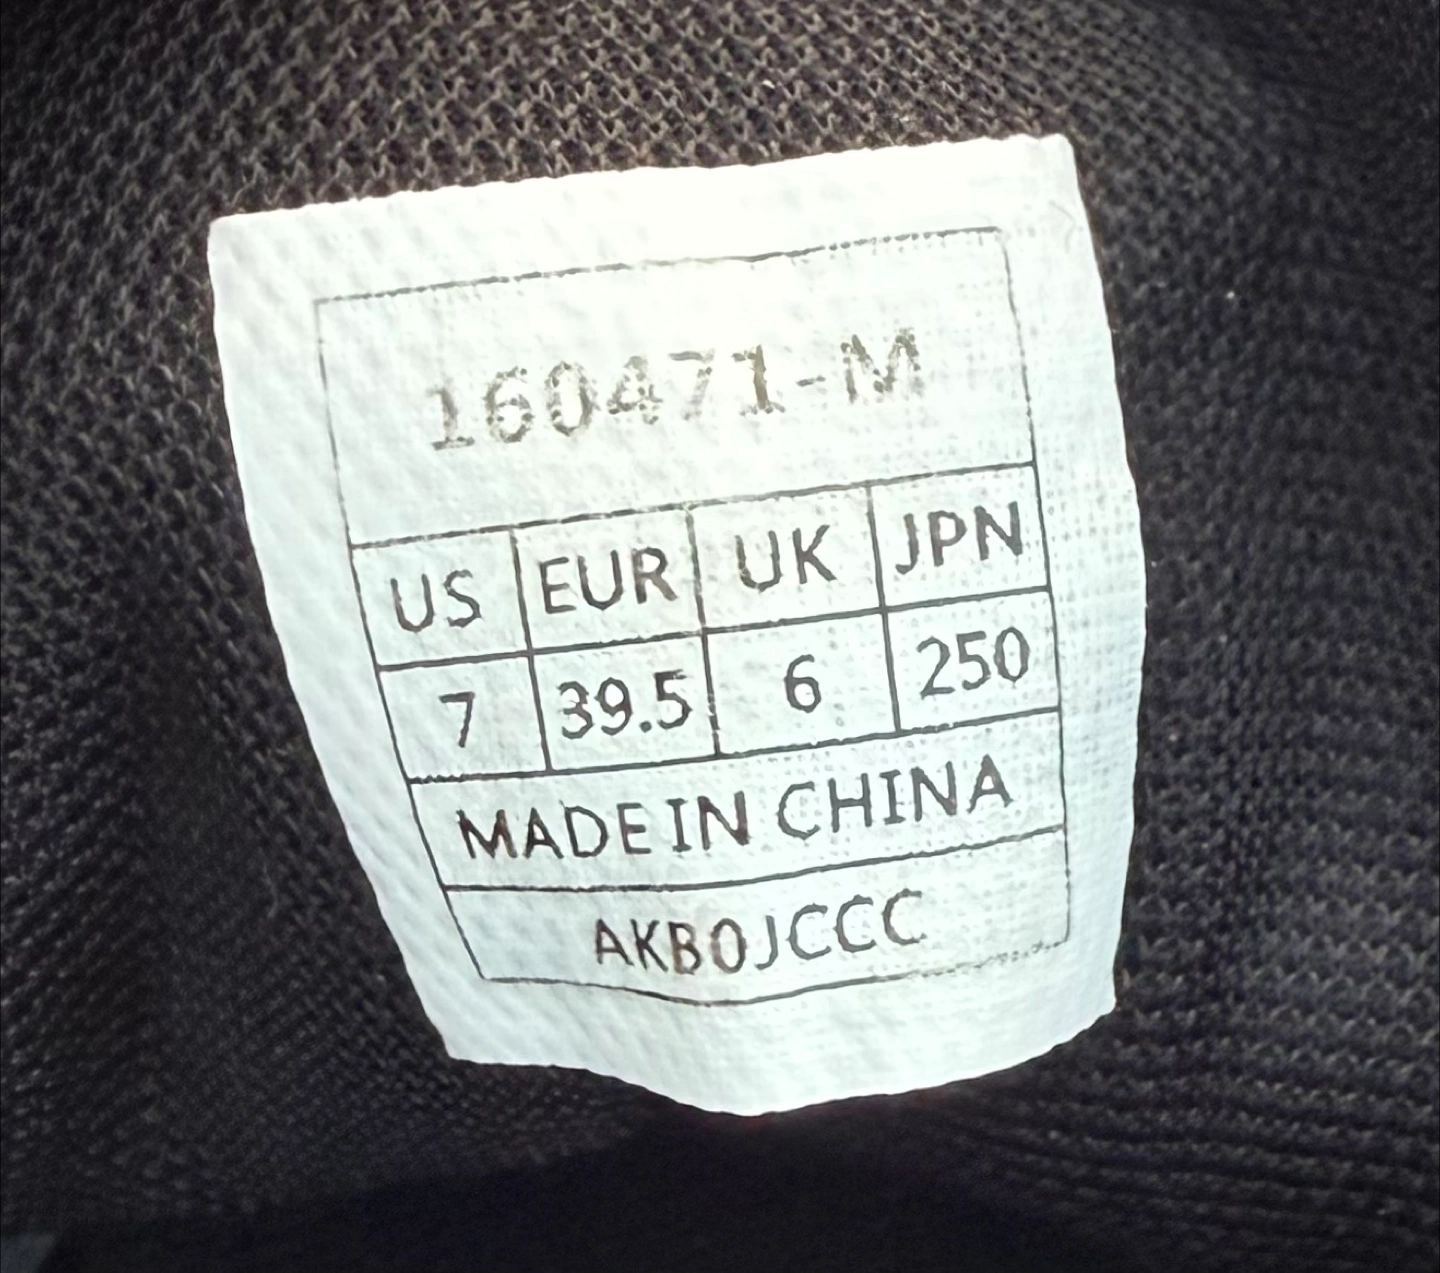 160471-M
US EUR UK JPN
7 39.5 6 250
MADE IN CHINA
AKB0JCCC